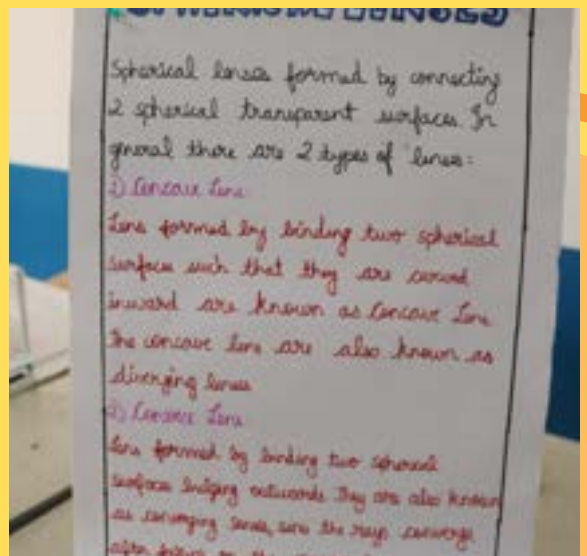 SPHERICAL LENSES
Spherical lenses formed by connecting
2 spherical transparent surfaces. In
general there are 2 types of lenses:
1) Concave Lens
Lens formed by binding two spherical
surfaces such that they are curved
inward are known as Concave Lens
The concave lens are also known as
diverging lenses
2) Convex Lens
Lens formed by binding two spherical
surfaces bulging outwards They are also known
as converging lenses, since the rays converge
after